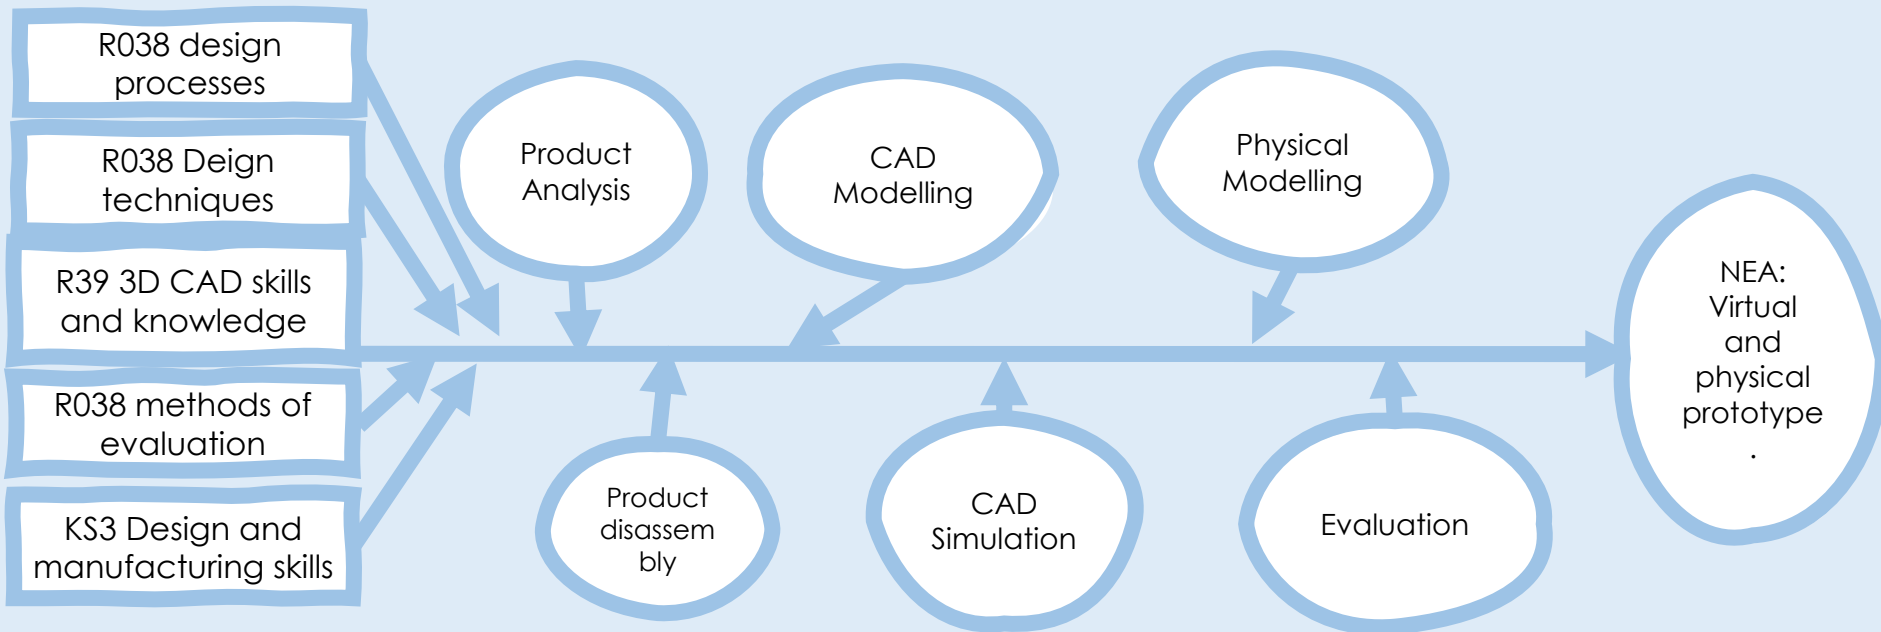 R038 design
processes
R038 Deign
techniques
R39 3D CAD skills
and knowledge
R038 methods of
evaluation
KS3 Design and
manufacturing skills
Product
Analysis
CAD
Modelling
Physical
Modelling
Product
disassem
bly
CAD
Simulation
Evaluation
NEA:
Virtual
and
physical
prototype
.